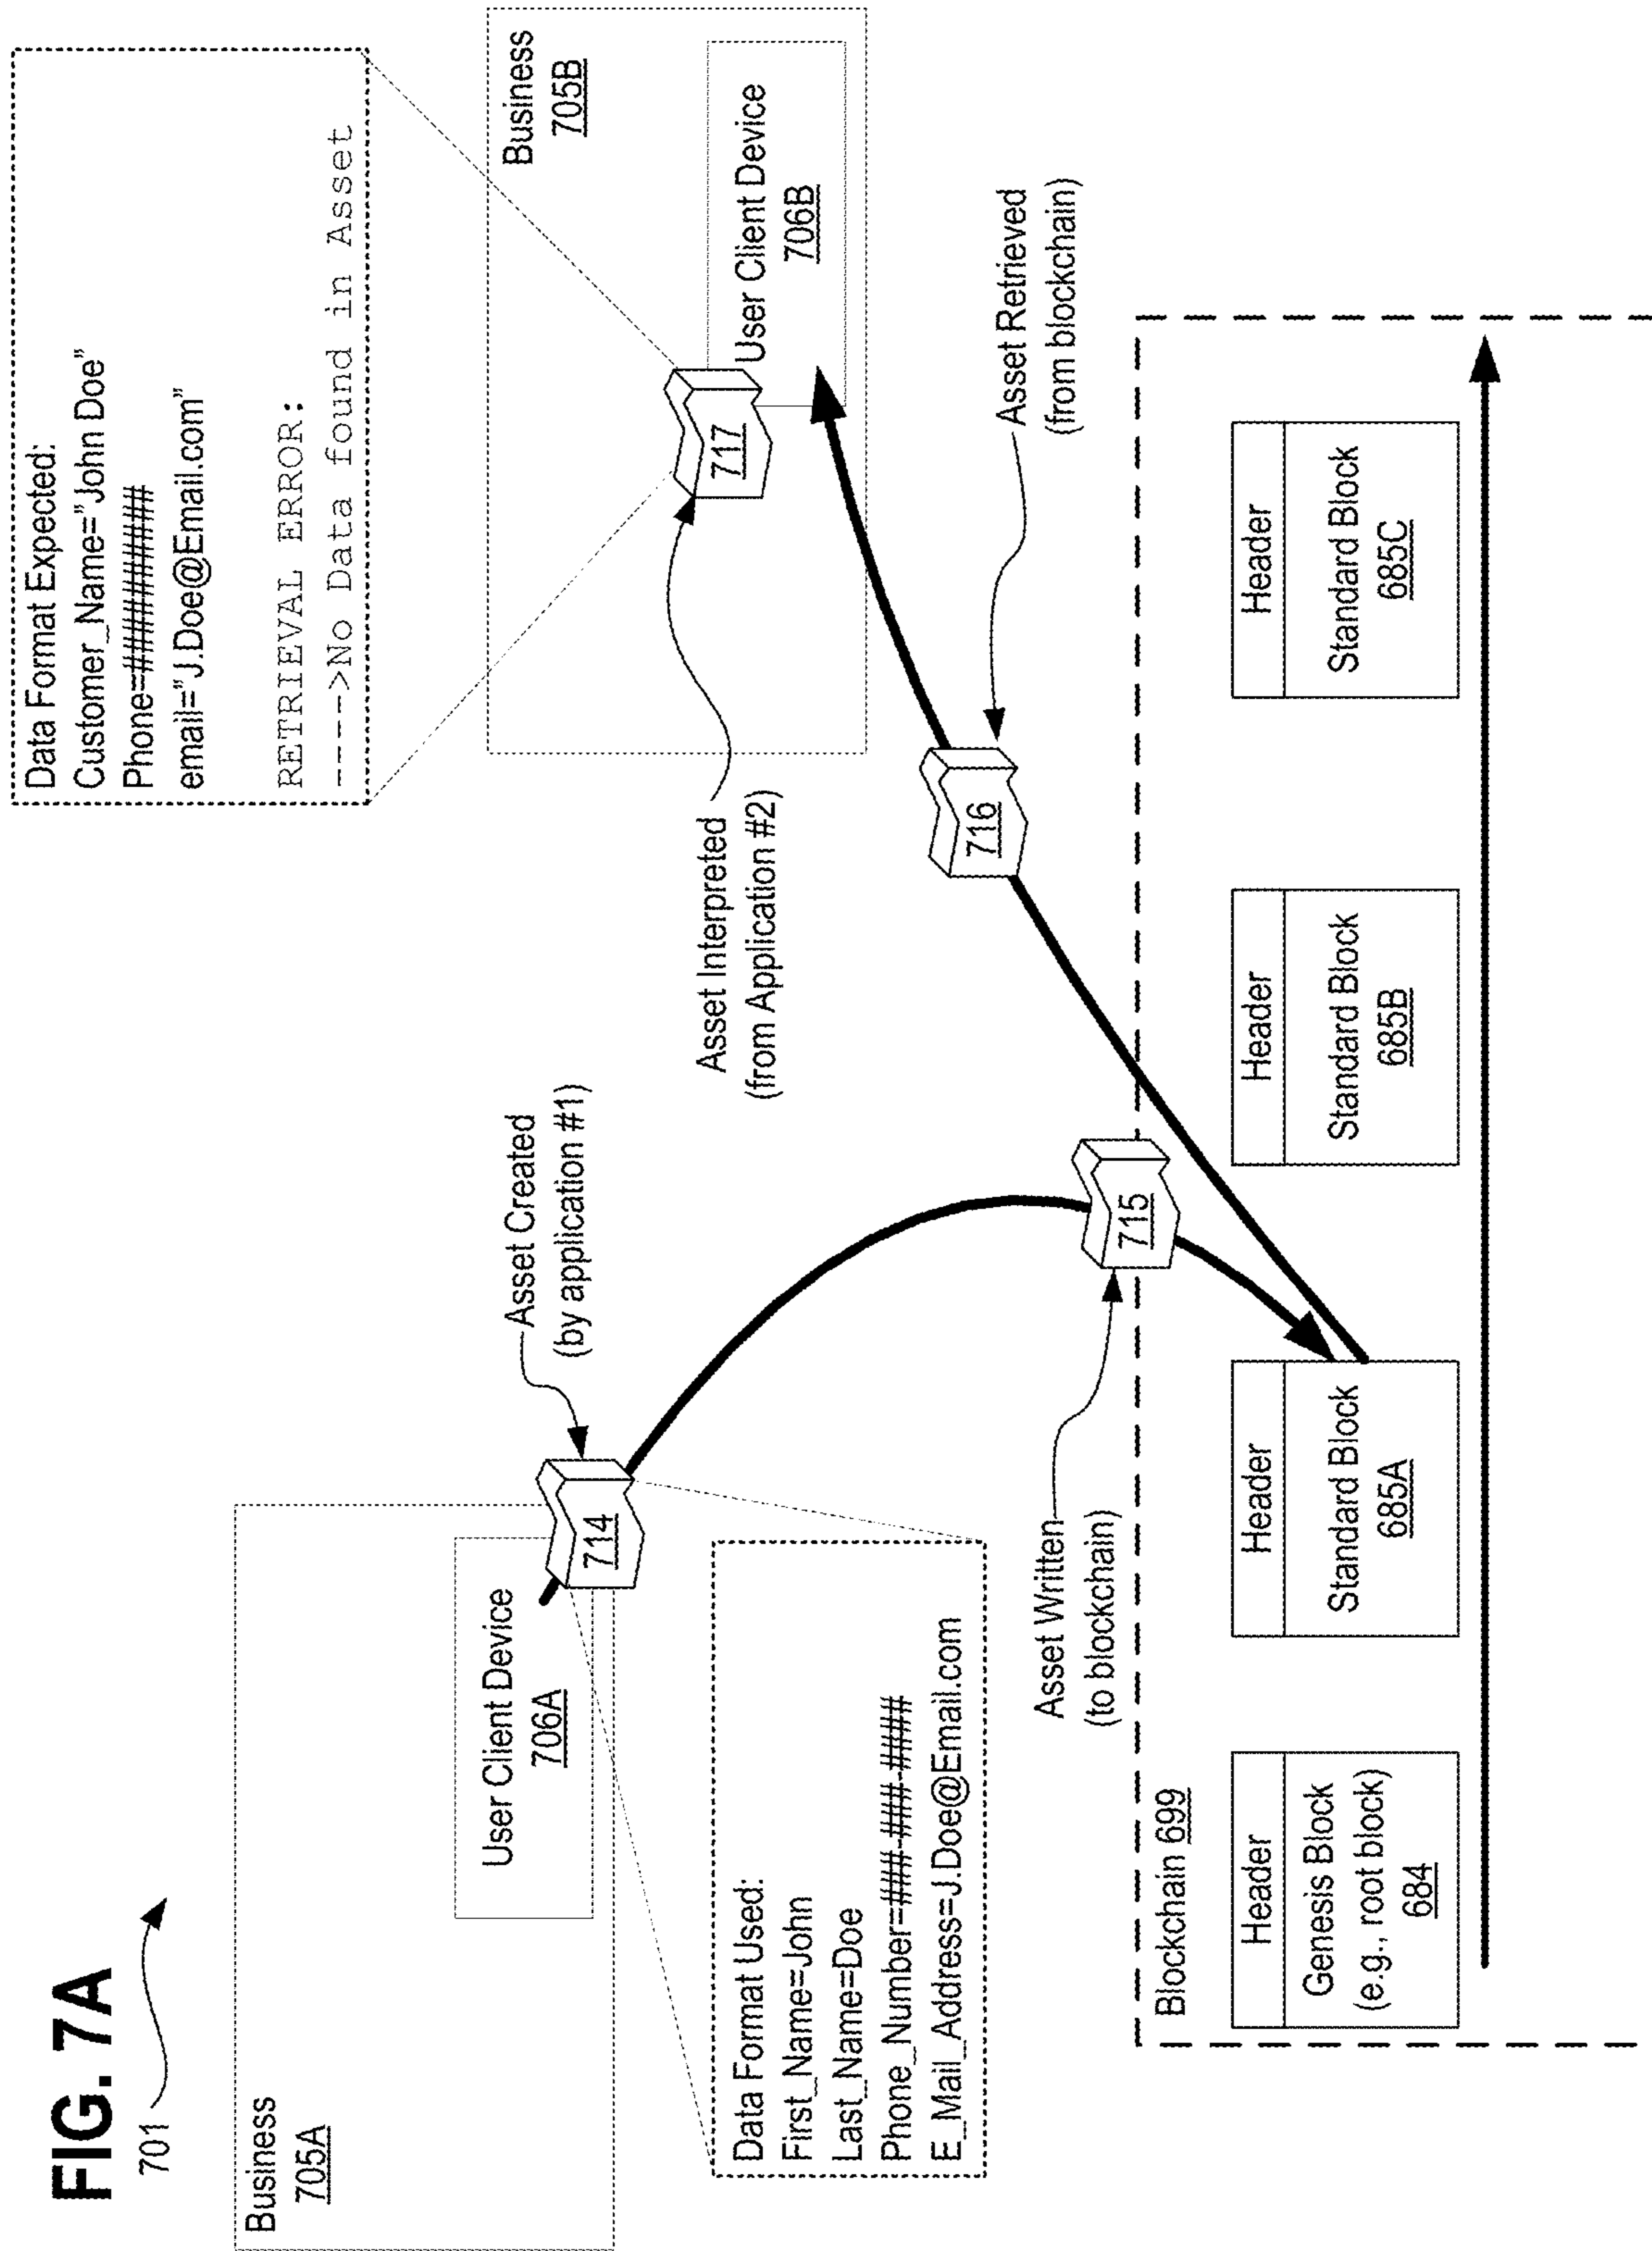 FIG. 7A
701
Business
705A
User Client Device
706A
714
Asset Created
(by application #1)
Data Format Used:
First_Name=John
Last_Name=Doe
Phone_Number=###-###-####
E_Mail_Address=J.Doe@Email.com
Data Format Expected:
Customer_Name="John Doe"
Phone=##########
email="J.Doe@Email.com"
RETRIEVAL ERROR:
---->No Data found in Asset
Business
705B
User Client Device
706B
717
Asset Interpreted
(from Application #2)
716
Asset Retrieved
(from blockchain)
715
Asset Written
(to blockchain)
Blockchain 699
Header
Genesis Block
(e.g., root block)
684
Header
Standard Block
685A
Header
Standard Block
685B
Header
Standard Block
685C